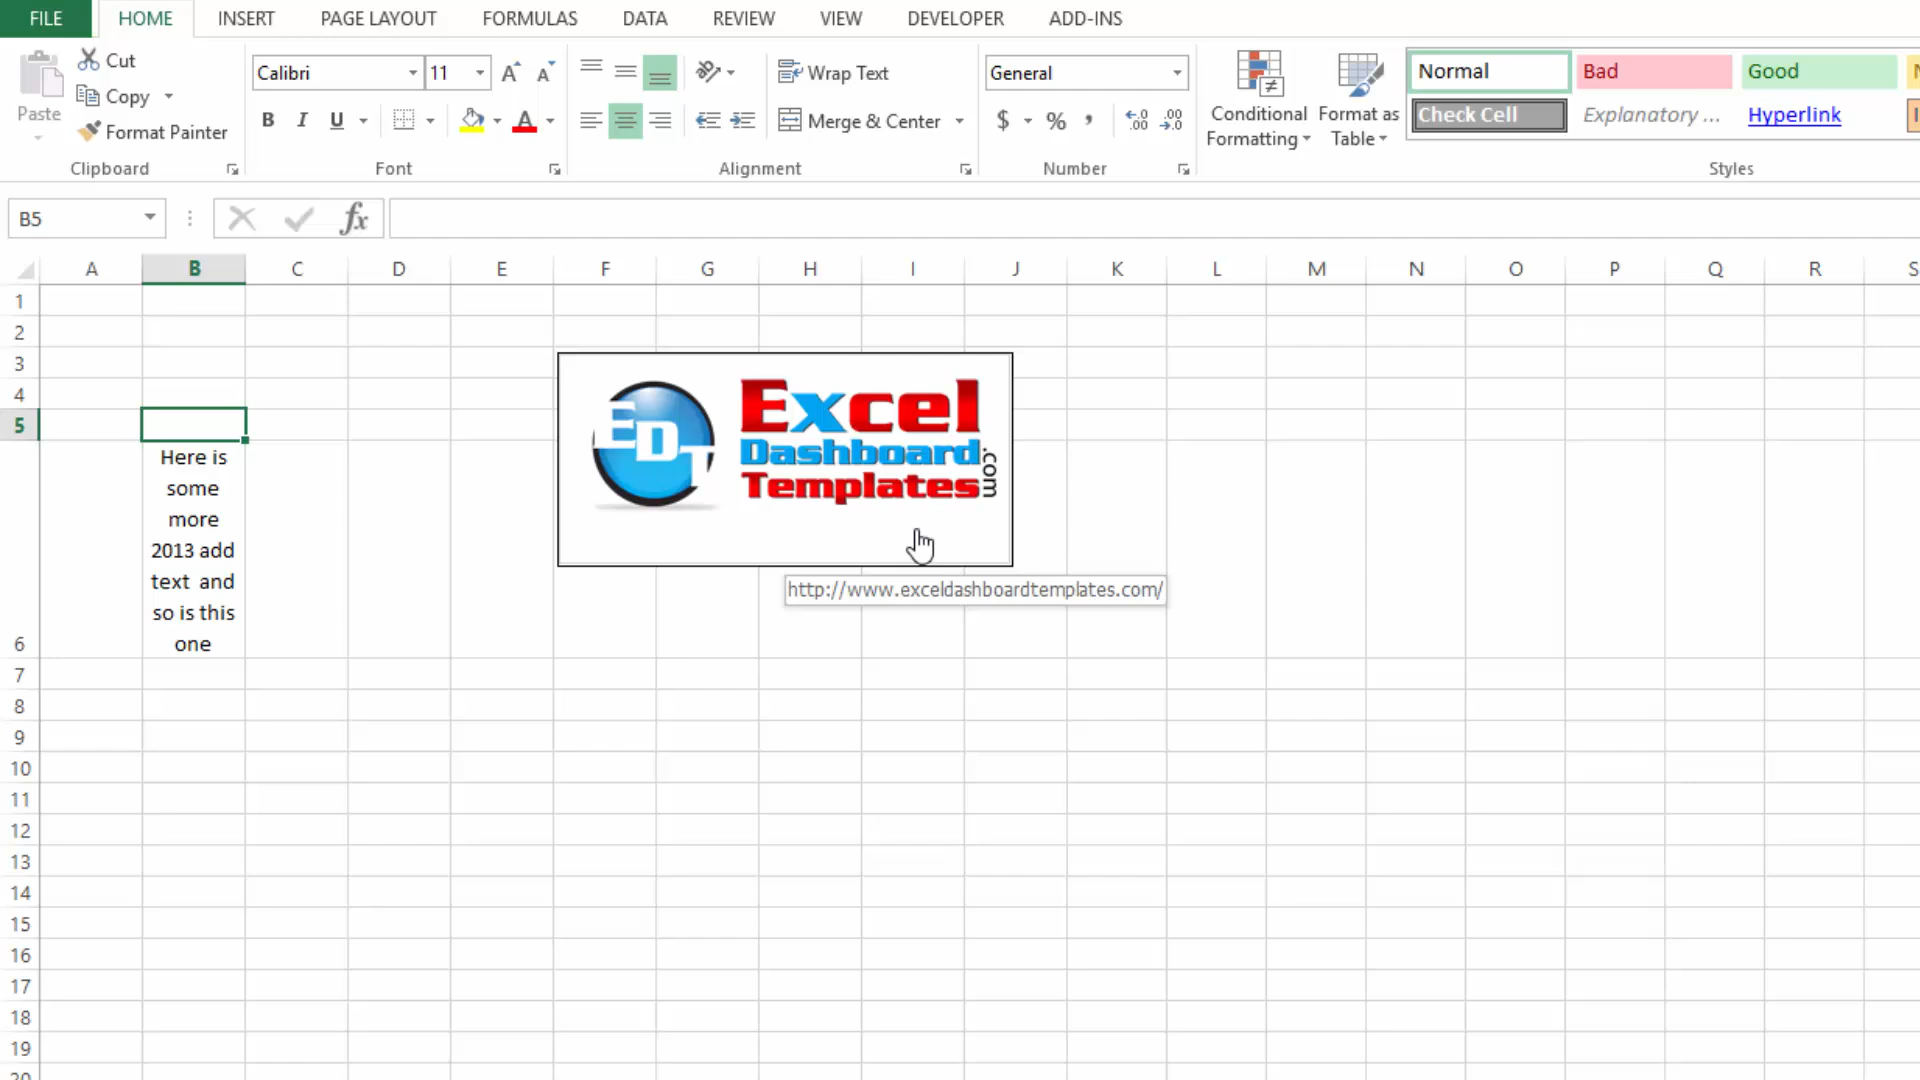 FILE HOME INSERT PAGE LAYOUT FORMULAS DATA REVIEW VIEW DEVELOPER ADD-INS
Cut
Calibri 11 Wrap Text General Normal Bad Good
Copy
Paste
Conditional Format as
Check Cell Explanatory ... Hyperlink
Format Painter B I U Merge & Center $ % , .00 .00
Formatting Table
Clipboard Font Alignment Number Styles
B5 fx
A B C D E F G H I J K L M N O P Q R S
1
2
3
4
5
Here is
some
more
2013 add
text and
so is this
one
EDT
Excel
Dashboard
Templates
.com
http://www.exceldashboardtemplates.com/
6
7
8
9
10
11
12
13
14
15
16
17
18
19
20